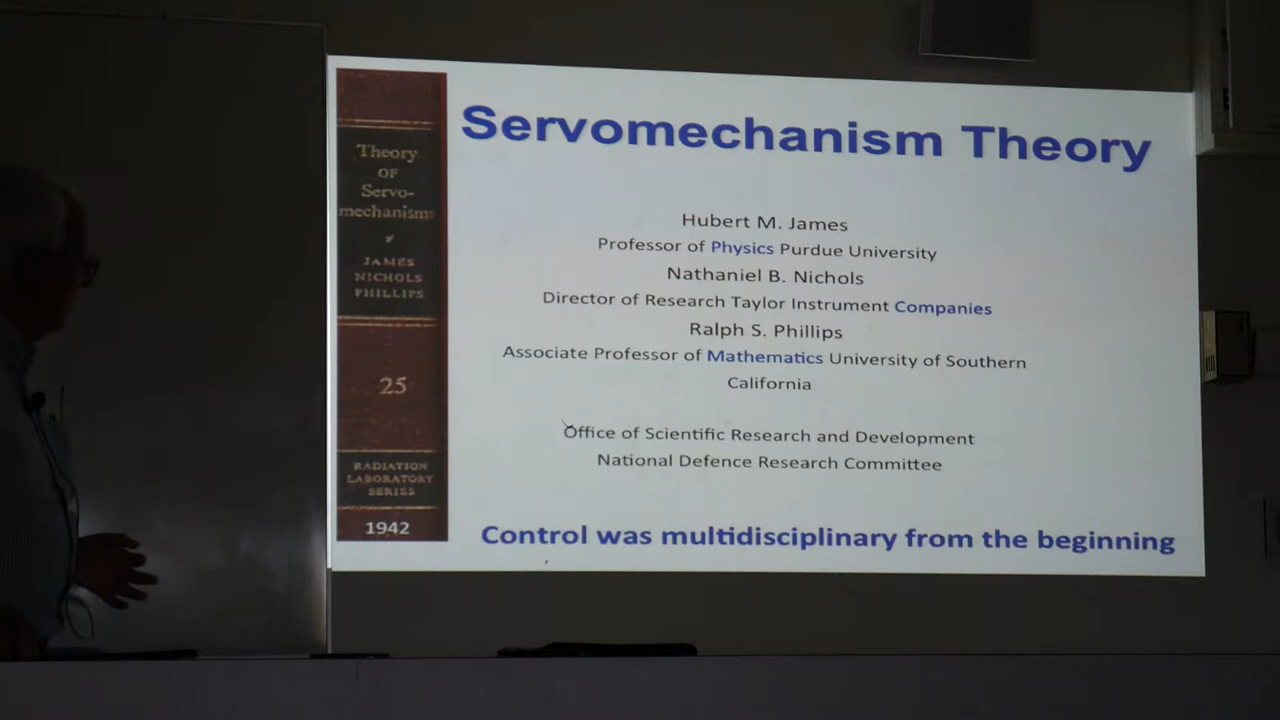 Servomechanism Theory
Theory
OF
Servo-
mechanisms
JAMES
NICHOLS
PHILLIPS
25
RADIATION
LABORATORY
SERIES
1942
Hubert M. James
Professor of Physics Purdue University
Nathaniel B. Nichols
Director of Research Taylor Instrument Companies
Ralph S. Phillips
Associate Professor of Mathematics University of Southern
California
Office of Scientific Research and Development
National Defence Research Committee
Control was multidisciplinary from the beginning